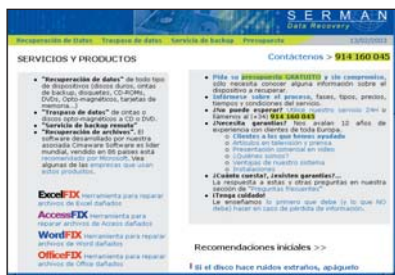 SERMAN
Data Recovery
Recuperación de Datos Traspaso de datos Servicio de backup Presupuesto 13/02/2003
SERVICIOS Y PRODUCTOS
• "Recuperación de datos" de todo tipo
de dispositivos (discos duros, cintas
de backup, disquetes, CD-ROMs,
DVDs, Opto-magnéticos, tarjetas de
memoria...)
• "Traspaso de datos" de cintas o
discos opto-magnéticos a CD o DVD.
• "Servicio de backup remoto"
• "Recuperación de archivos". El
software desarrollado por nuestra
asociada Cimaware Software es líder
mundial, vendido en 86 países está
recomendado por Microsoft. Vea
algunas de las empresas que usan
estos productos.
ExcelFIX Herramienta para reparar
archivos de Excel dañados
AccessFIX Herramienta para
reparar archivos de Access dañados
WordFIX Herramienta para reparar
archivos de Word dañados
OfficeFIX Herramienta para reparar
archivos de Office dañados
Contáctenos > 914 160 045
• Pida su presupuesto GRATUITO y sin compromiso,
sólo necesita conocer alguna información sobre el
dispositivo a recuperar.
• Infórmese sobre el proceso, fases, tipos, precios,
tiempos y condiciones del servicio.
• ¿No puede esperar? Utilice nuestro servicio 24H o
llámenos al (+34) 914 160 045
• ¿Necesita garantías? Nos avalan 12 años de
experiencia con clientes de toda Europa.
o Clientes a los que hemos ayudado
o Artículos en televisión y prensa
o Presentación comercial en vídeo
o ¿Quiénes somos?
o Ventajas de nuestro sistema
o Instalaciones
• ¿Cuánto cuesta?, ¿existen garantías?...
La respuesta a estas y otras preguntas en nuestra
sección de "Preguntas frecuentes"
• ¡Tenga cuidado!
Le enseñamos lo primero que debe (y lo que NO
debe) hacer en caso de pérdida de información.
Recomendaciones iniciales >>
Si el disco hace ruidos extraños, apáguelo